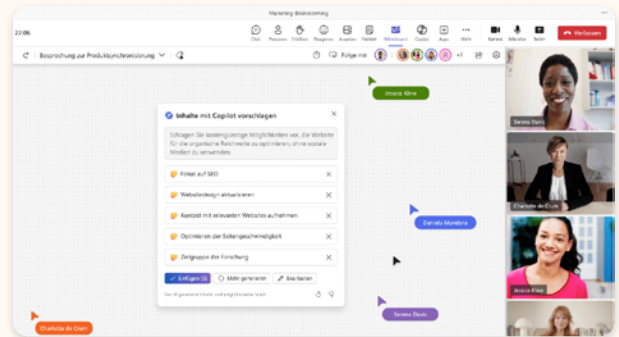 Marketing-Brainstorming
22:06
Chat
Personen
Reagieren
Ansehen
Whiteboard
Copilot
Apps
Mehr
Kamera
Mikrofon
Teilen
Verlassen
Besprechung zur Produktsynchronisierung
Folge mir
+1
Jessica Kline
Inhalte mit Copilot vorschlagen
Schlagen Sie kostengünstige Möglichkeiten vor, die Website
für die organische Reichweite zu optimieren, ohne soziale
Medien zu verwenden.
Fokus auf SEO
Websitedesign aktualisieren
Kontakt mit relevanten Websites aufnehmen
Optimieren der Seitengeschwindigkeit
Zielgruppe der Forschung
Einfügen (5)
Mehr generieren
Bearbeiten
Daniela Mandera
Serena Davis
Charlotte de Crum
Serena Davis
Charlotte de Crum
Jessica Kline